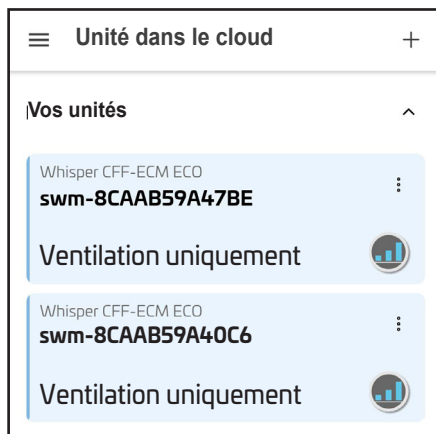 Unité dans le cloud
Vos unités
Whisper CFF-ECM ECO
swm-8CAAB59A47BE
Ventilation uniquement
Whisper CFF-ECM ECO
swm-8CAAB59A40C6
Ventilation uniquement